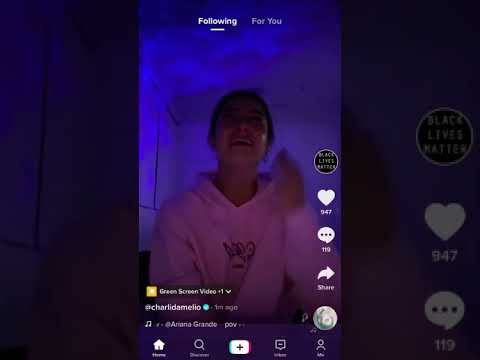 Following For You
BLACK
LIVES
MATTER
947
119
Share
Green Screen Video +1
@charlidamelio · 1m ago
@Ariana Grande pov -
Home Discover Inbox Me
BLACK
LIVES
MATTER
947
119